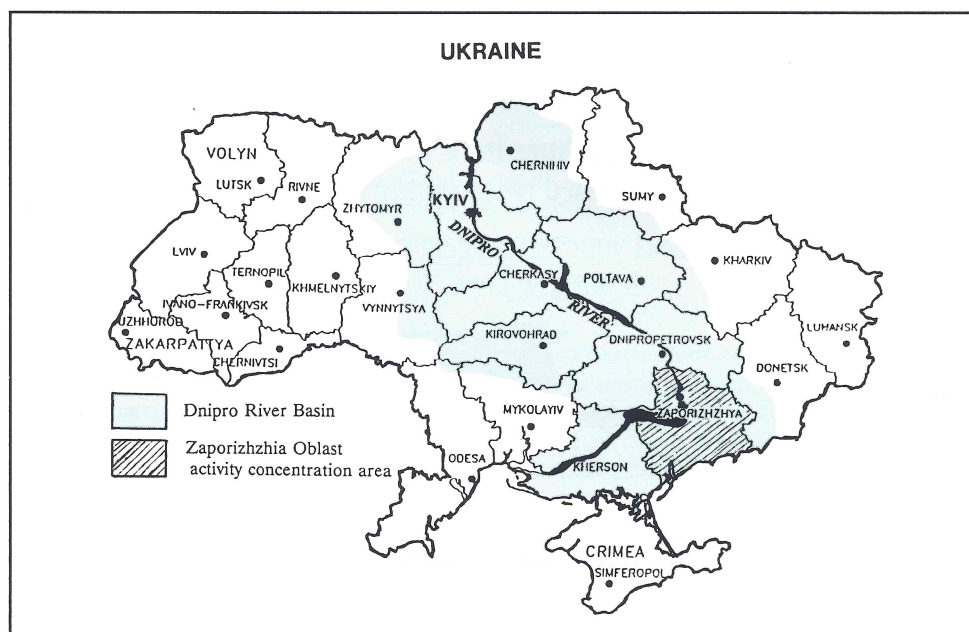 UKRAINE
CHERNIHIV
VOLYN
LUTSK
RIVNE
SUMY
KYIV
ZHYTOMYR
DNIPRO
LVIV
KHARKIV
TERNOPIL
KHMELNYTSKIY
CHERKASY
POLTAVA
IVANO-FRANKIVSK
VYNNYTSYA
RIVER
UZHHOROD
ZAKARPATTYA
LUHANSK
KIROVOHRAD
DNIPROPETROVSK
CHERNIVTSI
DONETSK
Dnipro River Basin
MYKOLAYIV
ZAPORIZHZHYA
Zaporizhzhia Oblast
activity concentration area
ODESA
KHERSON
CRIMEA
SIMFEROPOL